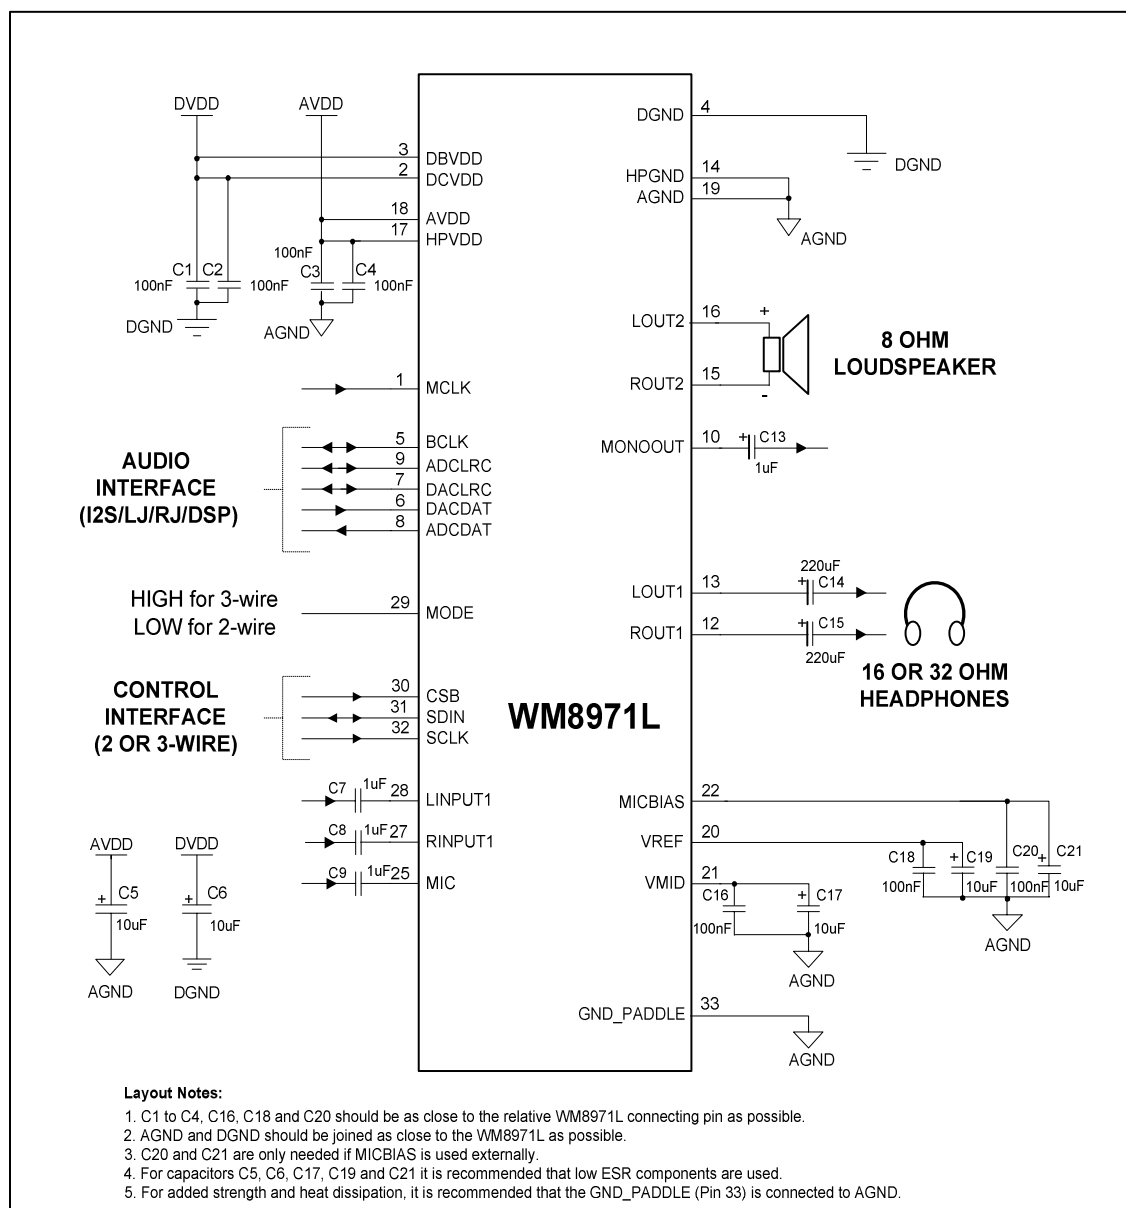 DVDD
AVDD
3
DBVDD
2
DCVDD
18
AVDD
17
HPVDD
100nF
C1
C2
C3
C4
100nF
100nF
100nF
DGND
AGND
1
MCLK
AUDIO
INTERFACE
(I2S/LJ/RJ/DSP)
5
BCLK
9
ADCLRC
7
DACLRC
6
DACDAT
8
ADCDAT
HIGH for 3-wire
LOW for 2-wire
29
MODE
CONTROL
INTERFACE
(2 OR 3-WIRE)
30
CSB
31
SDIN
32
SCLK
C7
1uF
28
LINPUT1
C8
1uF
27
RINPUT1
C9
1uF
25
MIC
AVDD
+
C5
10uF
AGND
DVDD
+
C6
10uF
DGND
WM8971L
DGND
4
DGND
HPGND
14
AGND
19
AGND
LOUT2
16
+
ROUT2
15
-
8 OHM
LOUDSPEAKER
MONOOUT
10
+
C13
1uF
LOUT1
13
220uF
+
C14
ROUT1
12
+
C15
220uF
16 OR 32 OHM
HEADPHONES
MICBIAS
22
VREF
20
VMID
21
C16
100nF
+
C17
10uF
AGND
C18
100nF
+
C19
10uF
C20
100nF
+
C21
10uF
AGND
GND_PADDLE
33
AGND
Layout Notes:
1. C1 to C4, C16, C18 and C20 should be as close to the relative WM8971L connecting pin as possible.
2. AGND and DGND should be joined as close to the WM8971L as possible.
3. C20 and C21 are only needed if MICBIAS is used externally.
4. For capacitors C5, C6, C17, C19 and C21 it is recommended that low ESR components are used.
5. For added strength and heat dissipation, it is recommended that the GND_PADDLE (Pin 33) is connected to AGND.